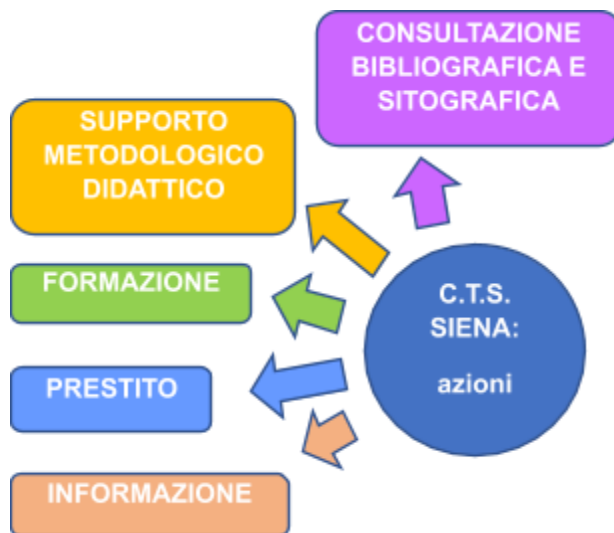 CONSULTAZIONE
BIBLIOGRAFICA E
SITOGRAFICA
SUPPORTO
METODOLOGICO
DIDATTICO
FORMAZIONE
PRESTITO
INFORMAZIONE
C.T.S.
SIENA:
azioni